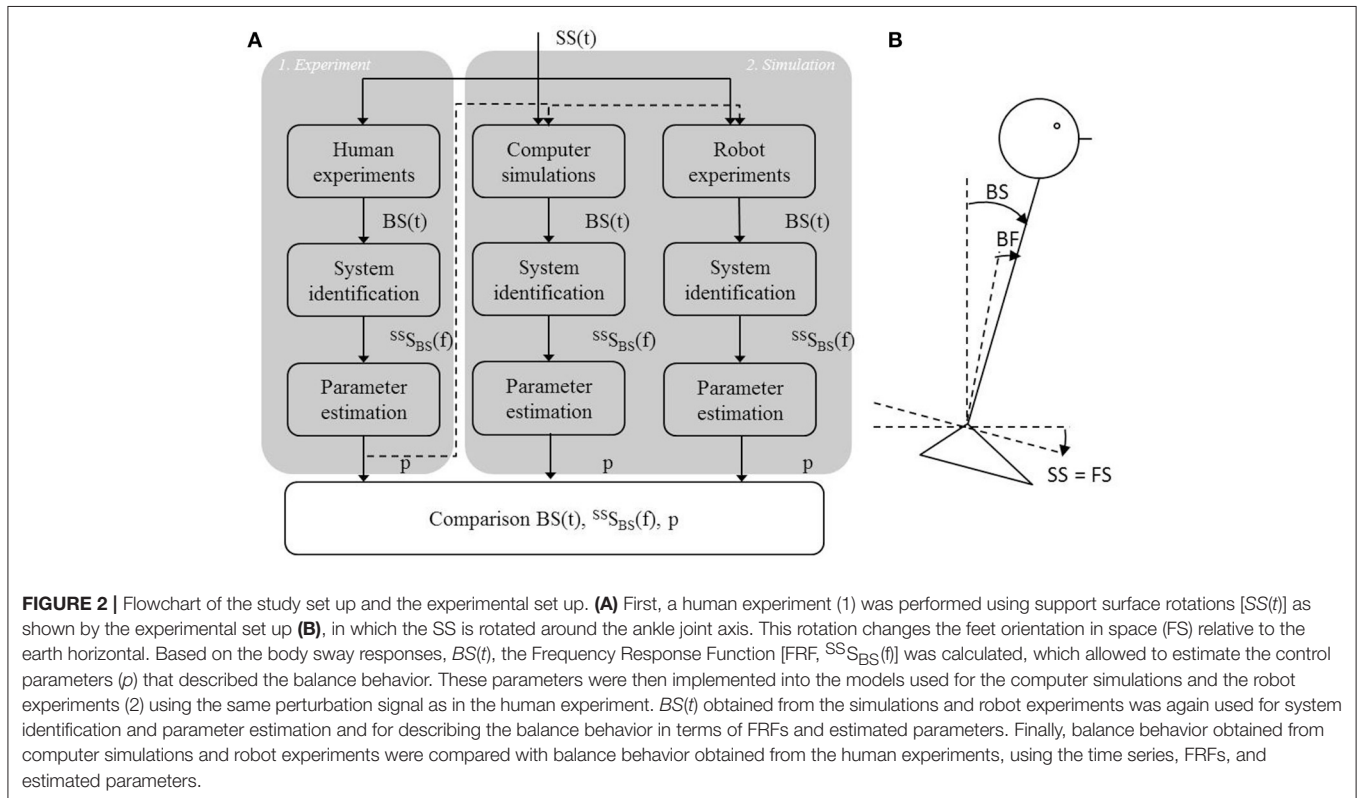 A
B
SS(t)
1. Experiment
2. Simulation
Human
experiments
Computer
simulations
Robot
experiments
BS(t)
BS(t)
BS(t)
System
identification
System
identification
System
identification
SSS_BS(f)
SSS_BS(f)
SSS_BS(f)
Parameter
estimation
Parameter
estimation
Parameter
estimation
p
p
p
Comparison BS(t), SSS_BS(f), p
BS
BF
SS = FS
FIGURE 2 | Flowchart of the study set up and the experimental set up. (A) First, a human experiment (1) was performed using support surface rotations [SS(t)] as
shown by the experimental set up (B), in which the SS is rotated around the ankle joint axis. This rotation changes the feet orientation in space (FS) relative to the
earth horizontal. Based on the body sway responses, BS(t), the Frequency Response Function [FRF, SSS_BS(f)] was calculated, which allowed to estimate the control
parameters (p) that described the balance behavior. These parameters were then implemented into the models used for the computer simulations and the robot
experiments (2) using the same perturbation signal as in the human experiment. BS(t) obtained from the simulations and robot experiments was again used for system
identification and parameter estimation and for describing the balance behavior in terms of FRFs and estimated parameters. Finally, balance behavior obtained from
computer simulations and robot experiments were compared with balance behavior obtained from the human experiments, using the time series, FRFs, and
estimated parameters.